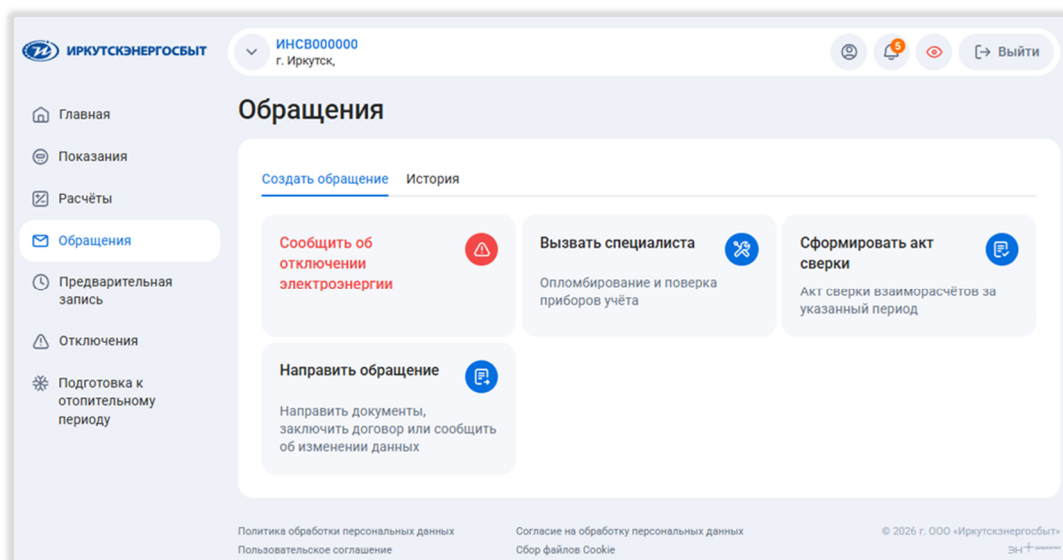 ИРКУТСКЭНЕРГОСБЫТ
ИНСВ000000
г. Иркутск,
5
Выйти
Главная
Показания
Расчёты
Обращения
Предварительная
запись
Отключения
Подготовка к
отопительному
периоду
Обращения
Создать обращение История
Сообщить об
отключении
электроэнергии
Вызвать специалиста
Опломбирование и поверка
приборов учёта
Сформировать акт
сверки
Акт сверки взаиморасчётов за
указанный период
Направить обращение
Направить документы,
заключить договор или сообщить
об изменении данных
Политика обработки персональных данных
Согласие на обработку персональных данных
© 2026 г. ООО «Иркутскэнергосбыт»
Пользовательское соглашение
Сбор файлов Cookie
эн+